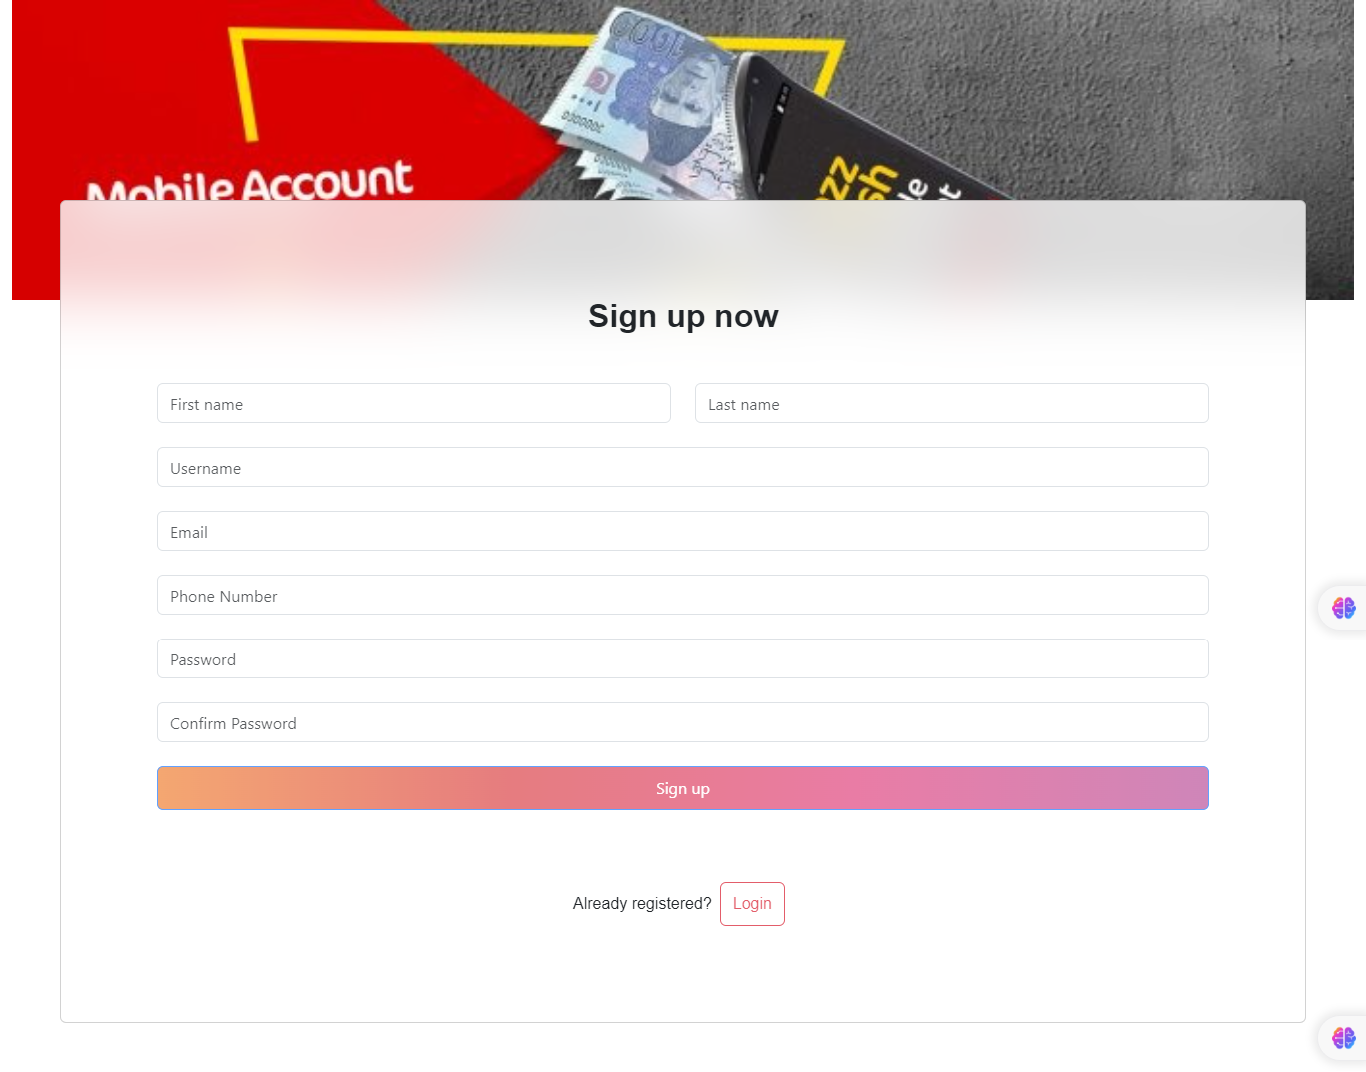 1000
Mobile Account
Sign up now
First name
Last name
Username
Email
Phone Number
Password
Confirm Password
Sign up
Already registered? Login